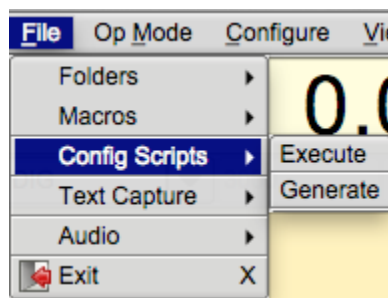 File Op Mode Configure
Folders
Macros
Config Scripts Execute
Generate
Text Capture
Audio
Exit X